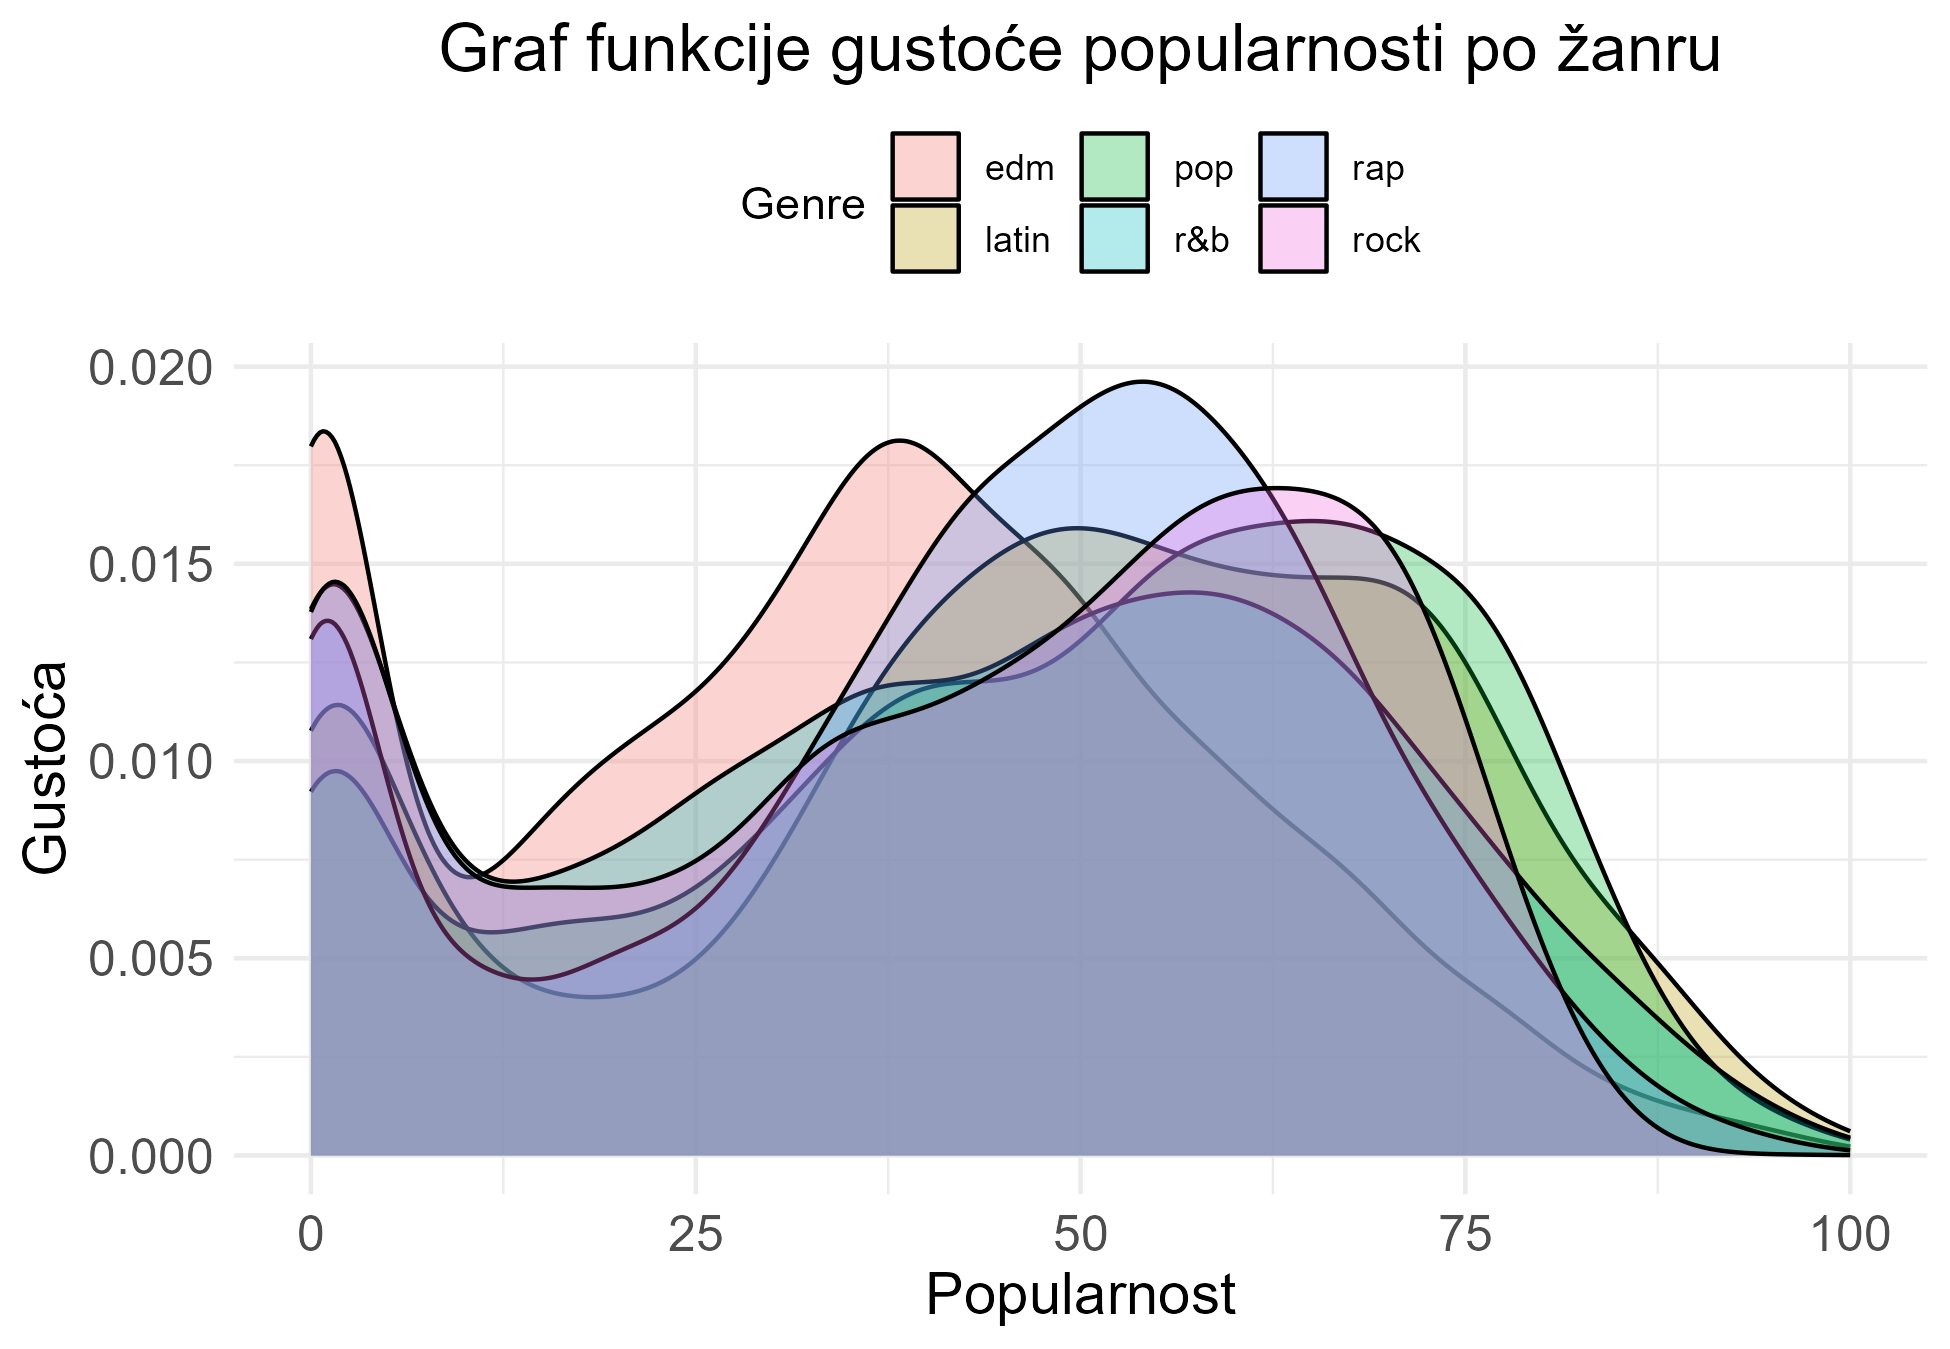 Graf funkcije gustoće popularnosti po žanru
Genre
edm pop rap
latin r&b rock
Gustoća
0.020
0.015
0.010
0.005
0.000
0 25 50 75 100
Popularnost